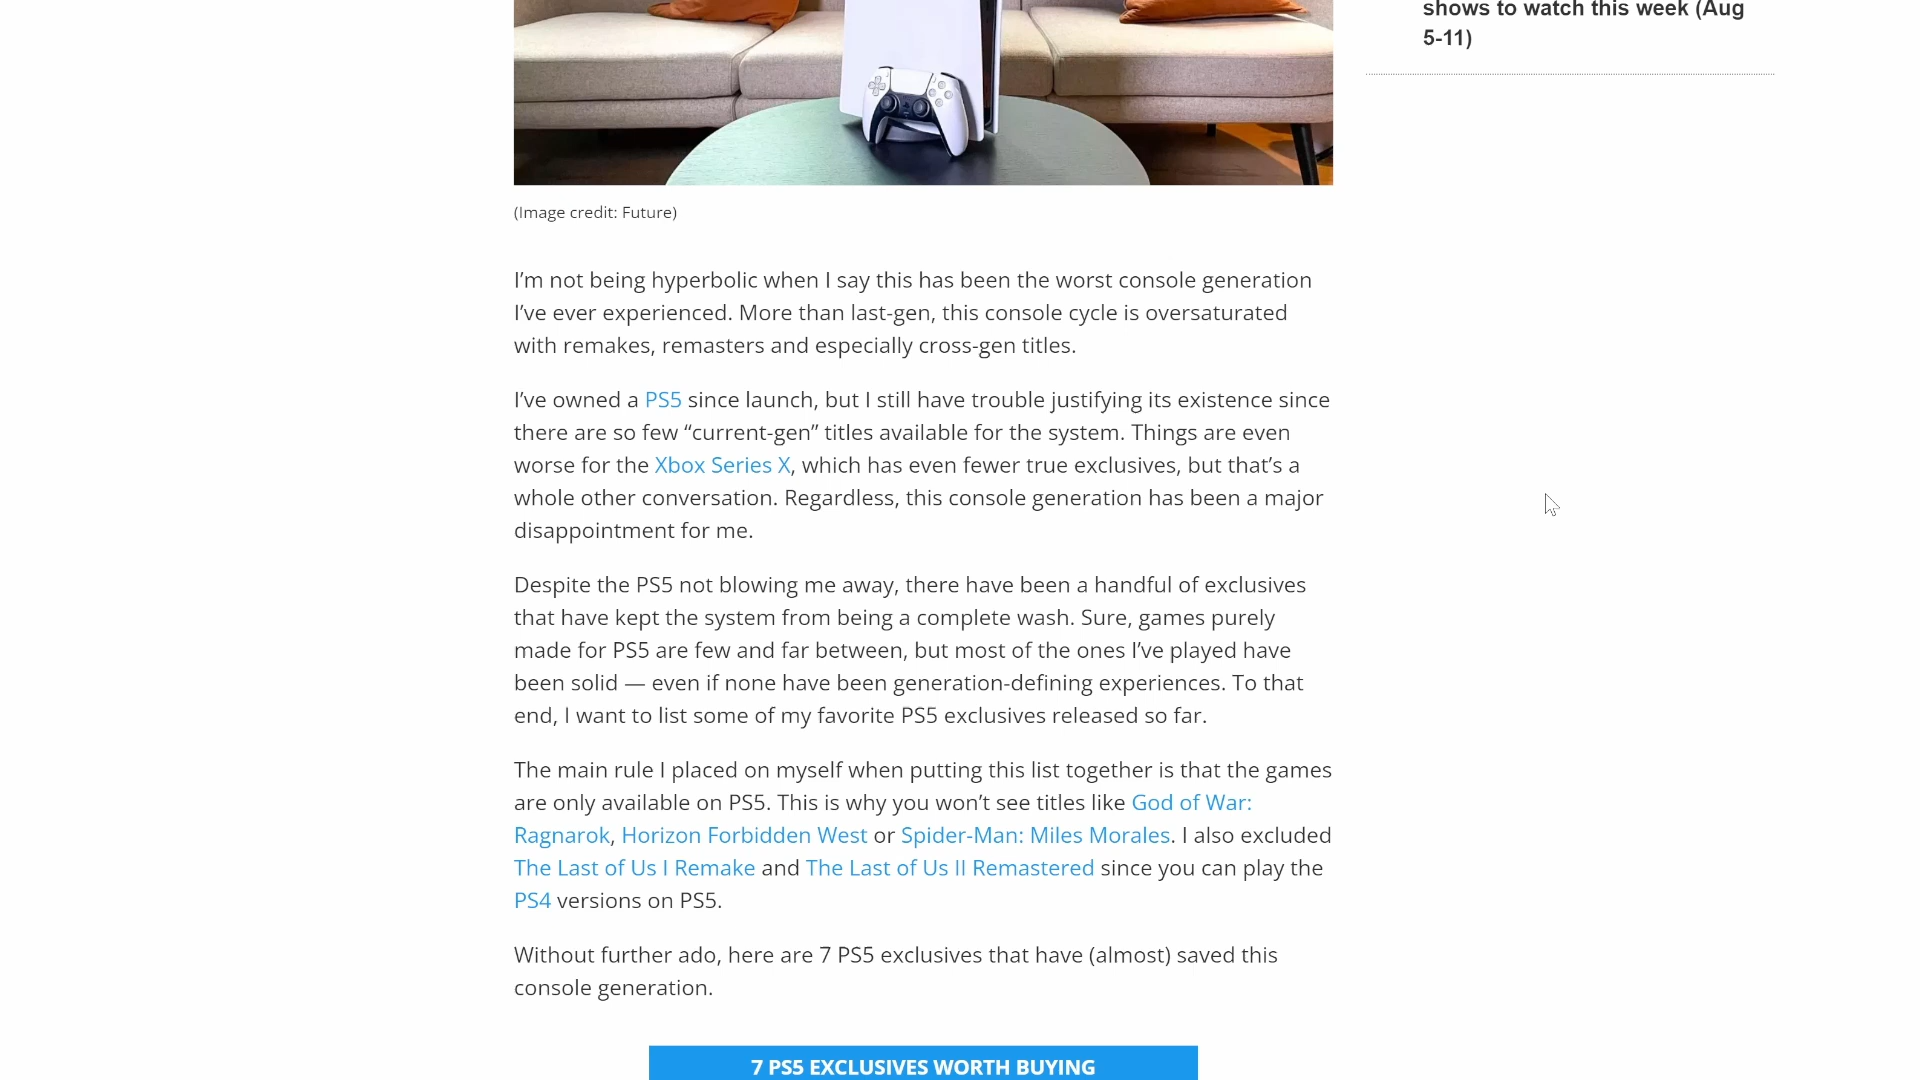 shows to watch this week (Aug
5-11)
(Image credit: Future)
I’m not being hyperbolic when I say this has been the worst console generation
I’ve ever experienced. More than last-gen, this console cycle is oversaturated
with remakes, remasters and especially cross-gen titles.
I’ve owned a PS5 since launch, but I still have trouble justifying its existence since
there are so few “current-gen” titles available for the system. Things are even
worse for the Xbox Series X, which has even fewer true exclusives, but that’s a
whole other conversation. Regardless, this console generation has been a major
disappointment for me.
Despite the PS5 not blowing me away, there have been a handful of exclusives
that have kept the system from being a complete wash. Sure, games purely
made for PS5 are few and far between, but most of the ones I’ve played have
been solid — even if none have been generation-defining experiences. To that
end, I want to list some of my favorite PS5 exclusives released so far.
The main rule I placed on myself when putting this list together is that the games
are only available on PS5. This is why you won’t see titles like God of War:
Ragnarok, Horizon Forbidden West or Spider-Man: Miles Morales. I also excluded
The Last of Us I Remake and The Last of Us II Remastered since you can play the
PS4 versions on PS5.
Without further ado, here are 7 PS5 exclusives that have (almost) saved this
console generation.
7 PS5 EXCLUSIVES WORTH BUYING